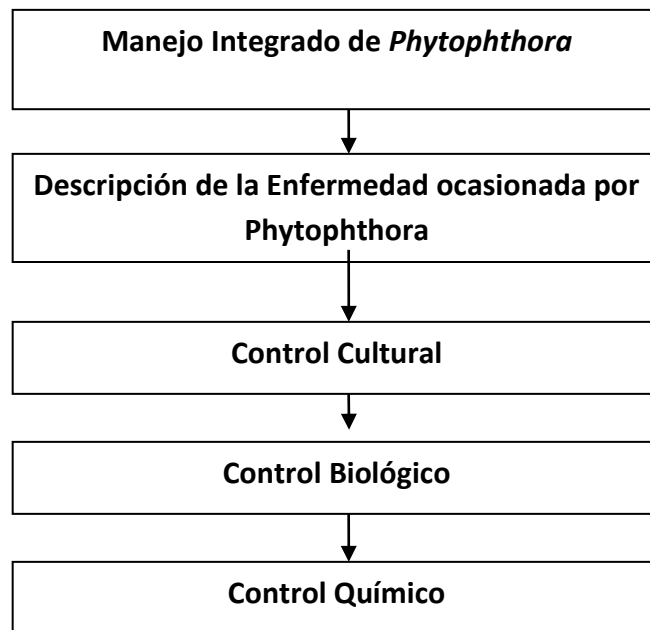 Manejo Integrado de Phytophthora
Descripción de la Enfermedad ocasionada por
Phytophthora
Control Cultural
Control Biológico
Control Químico